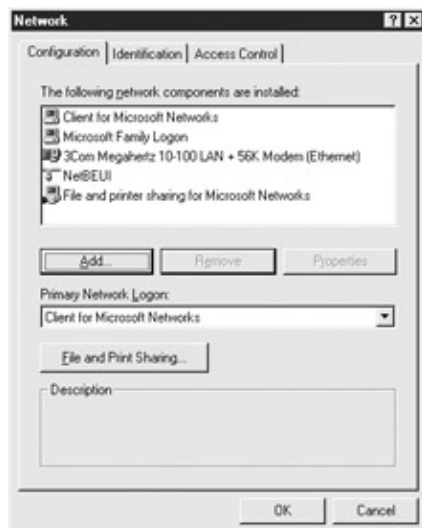 Network
Configuration Identification Access Control
The following network components are installed:
Client for Microsoft Networks
Microsoft Family Logon
3Com Megahertz 10-100 LAN + 56K Modem (Ethernet)
NetBEUI
File and printer sharing for Microsoft Networks
Add... Remove Properties
Primary Network Logon:
Client for Microsoft Networks
File and Print Sharing...
Description
OK Cancel